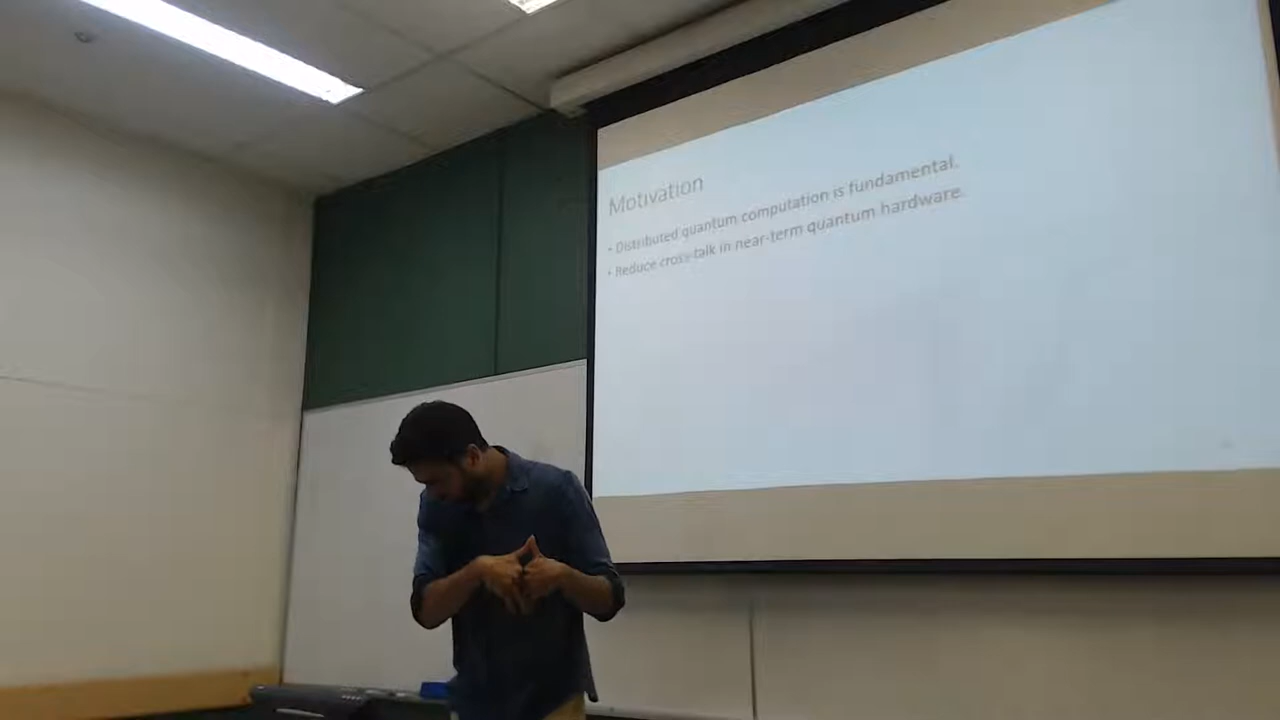 Motivation
• Distributed quantum computation is fundamental.
• Reduce cross talk in near-term quantum hardware.